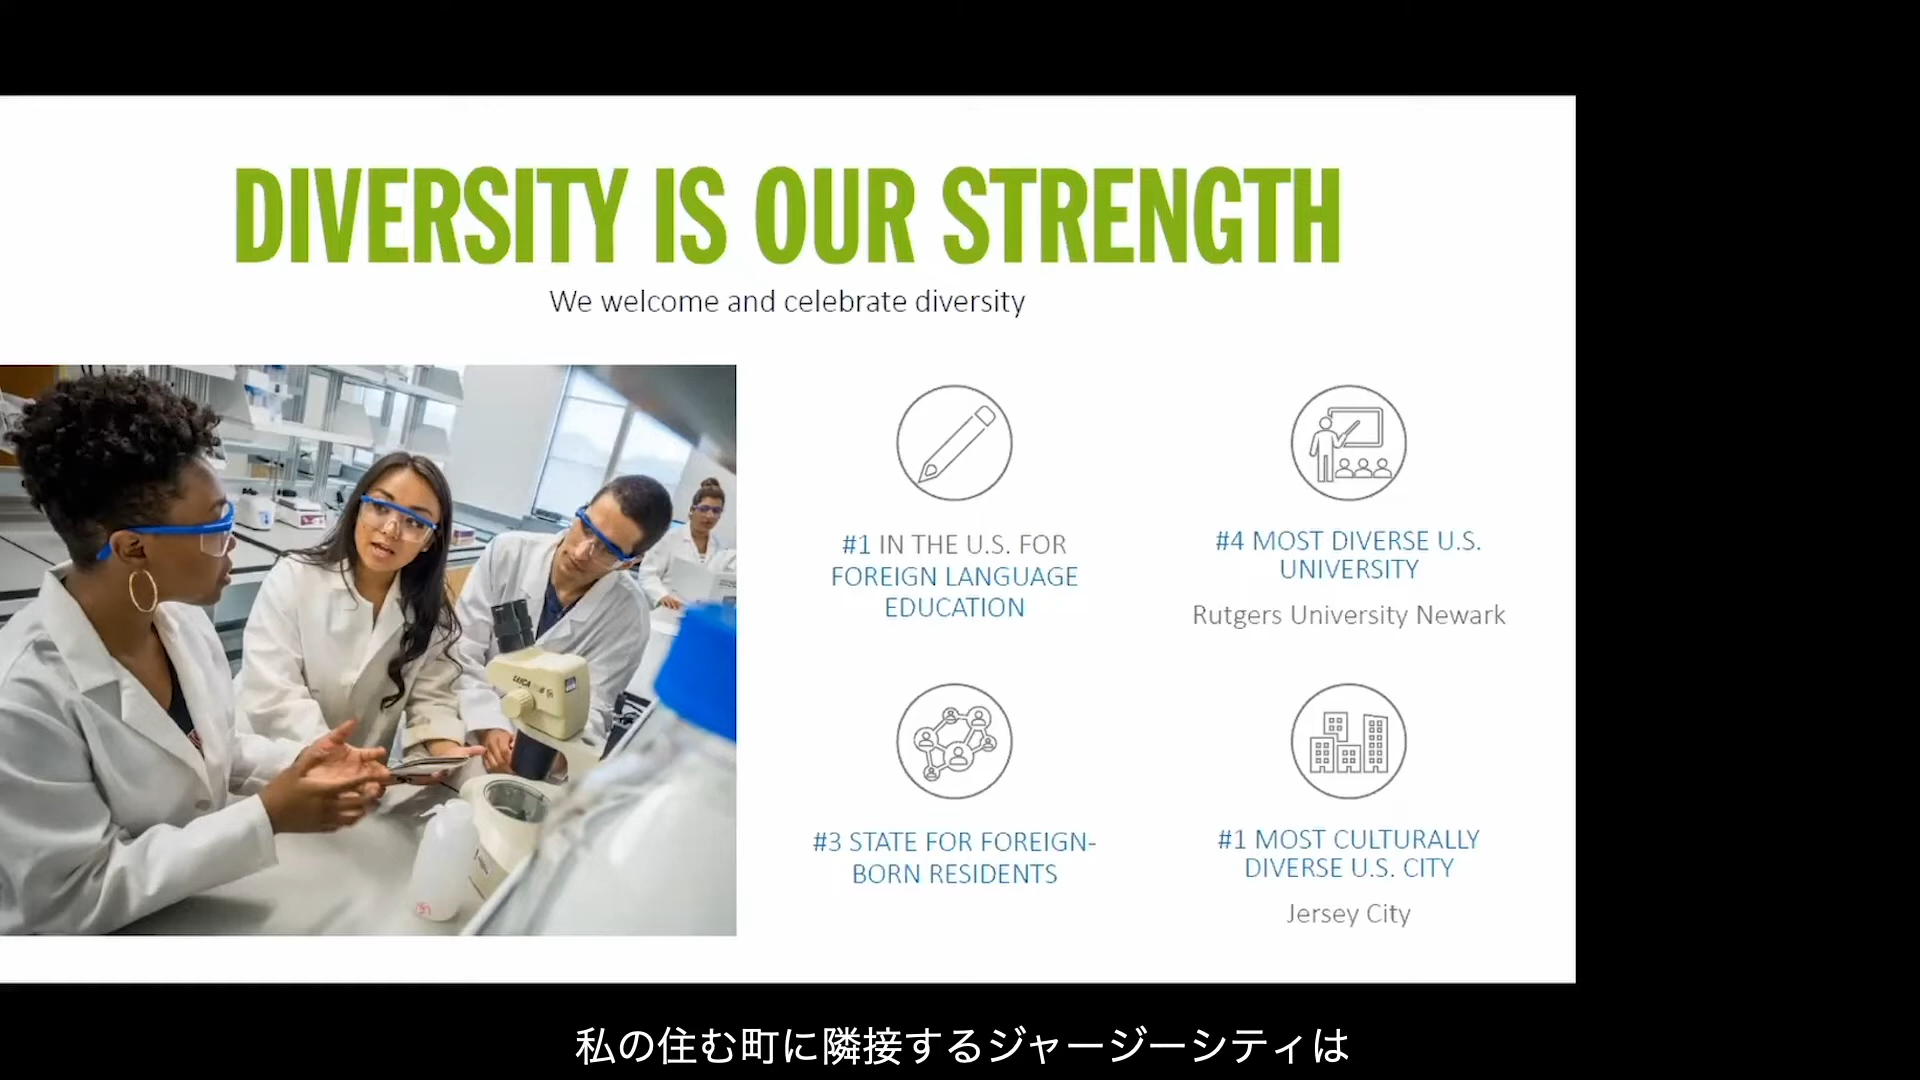 DIVERSITY IS OUR STRENGTH
We welcome and celebrate diversity
#1 IN THE U.S. FOR
FOREIGN LANGUAGE
EDUCATION
#4 MOST DIVERSE U.S.
UNIVERSITY
Rutgers University Newark
#3 STATE FOR FOREIGN-
BORN RESIDENTS
#1 MOST CULTURALLY
DIVERSE U.S. CITY
Jersey City
LEICA
私の住む町に隣接するジャージーシティは